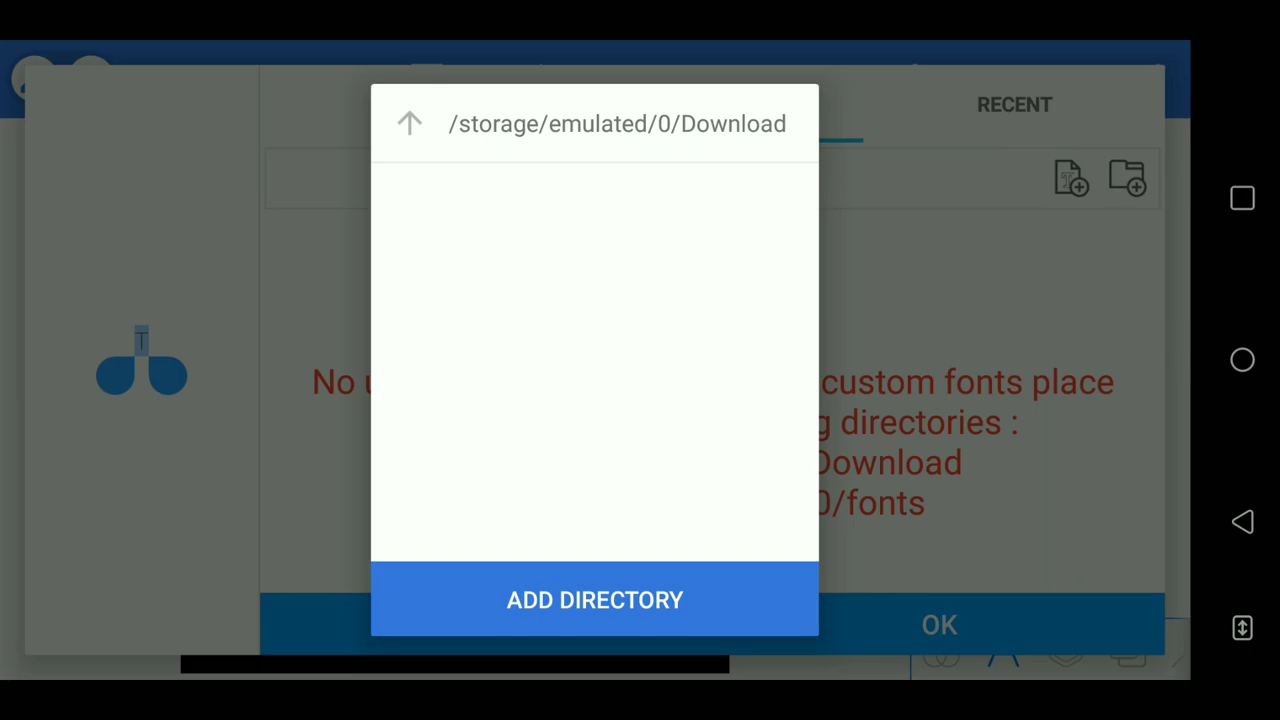 RECENT
/storage/emulated/0/Download
T
No
custom fonts place
directories :
Download
0/fonts
ADD DIRECTORY
OK